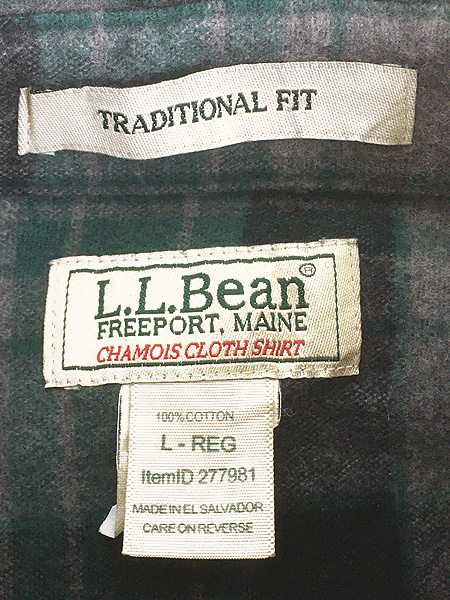 TRADITIONAL FIT
L.L.Bean®
FREEPORT, MAINE
CHAMOIS CLOTH SHIRT
100% COTTON
L - REG
ItemID 277981
MADE IN EL SALVADOR
CARE ON REVERSE